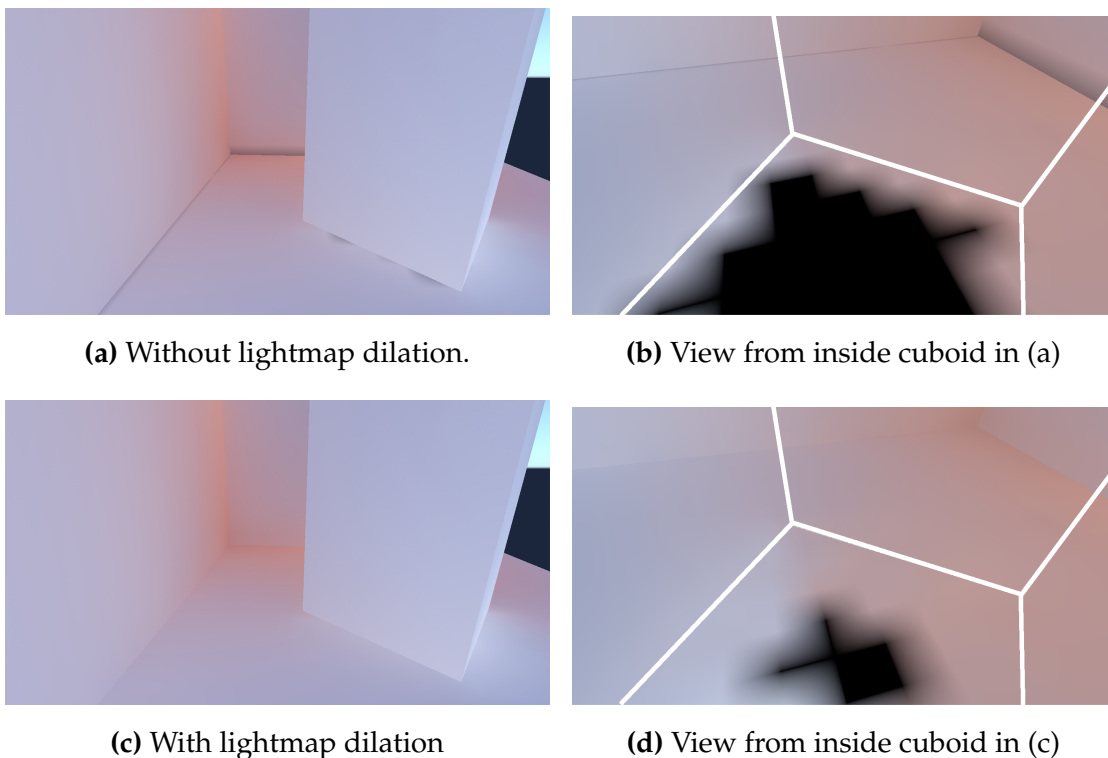 (a) Without lightmap dilation.
(b) View from inside cuboid in (a)
(c) With lightmap dilation
(d) View from inside cuboid in (c)